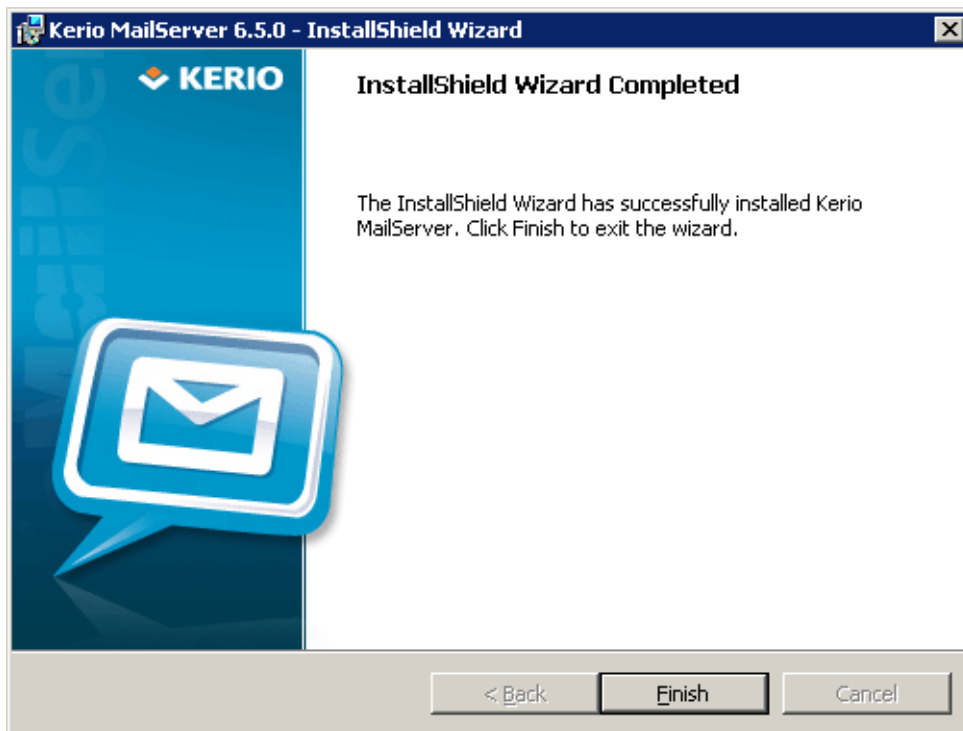 Kerio MailServer 6.5.0 - InstallShield Wizard
KERIO
InstallShield Wizard Completed
The InstallShield Wizard has successfully installed Kerio
MailServer. Click Finish to exit the wizard.
< Back
Finish
Cancel